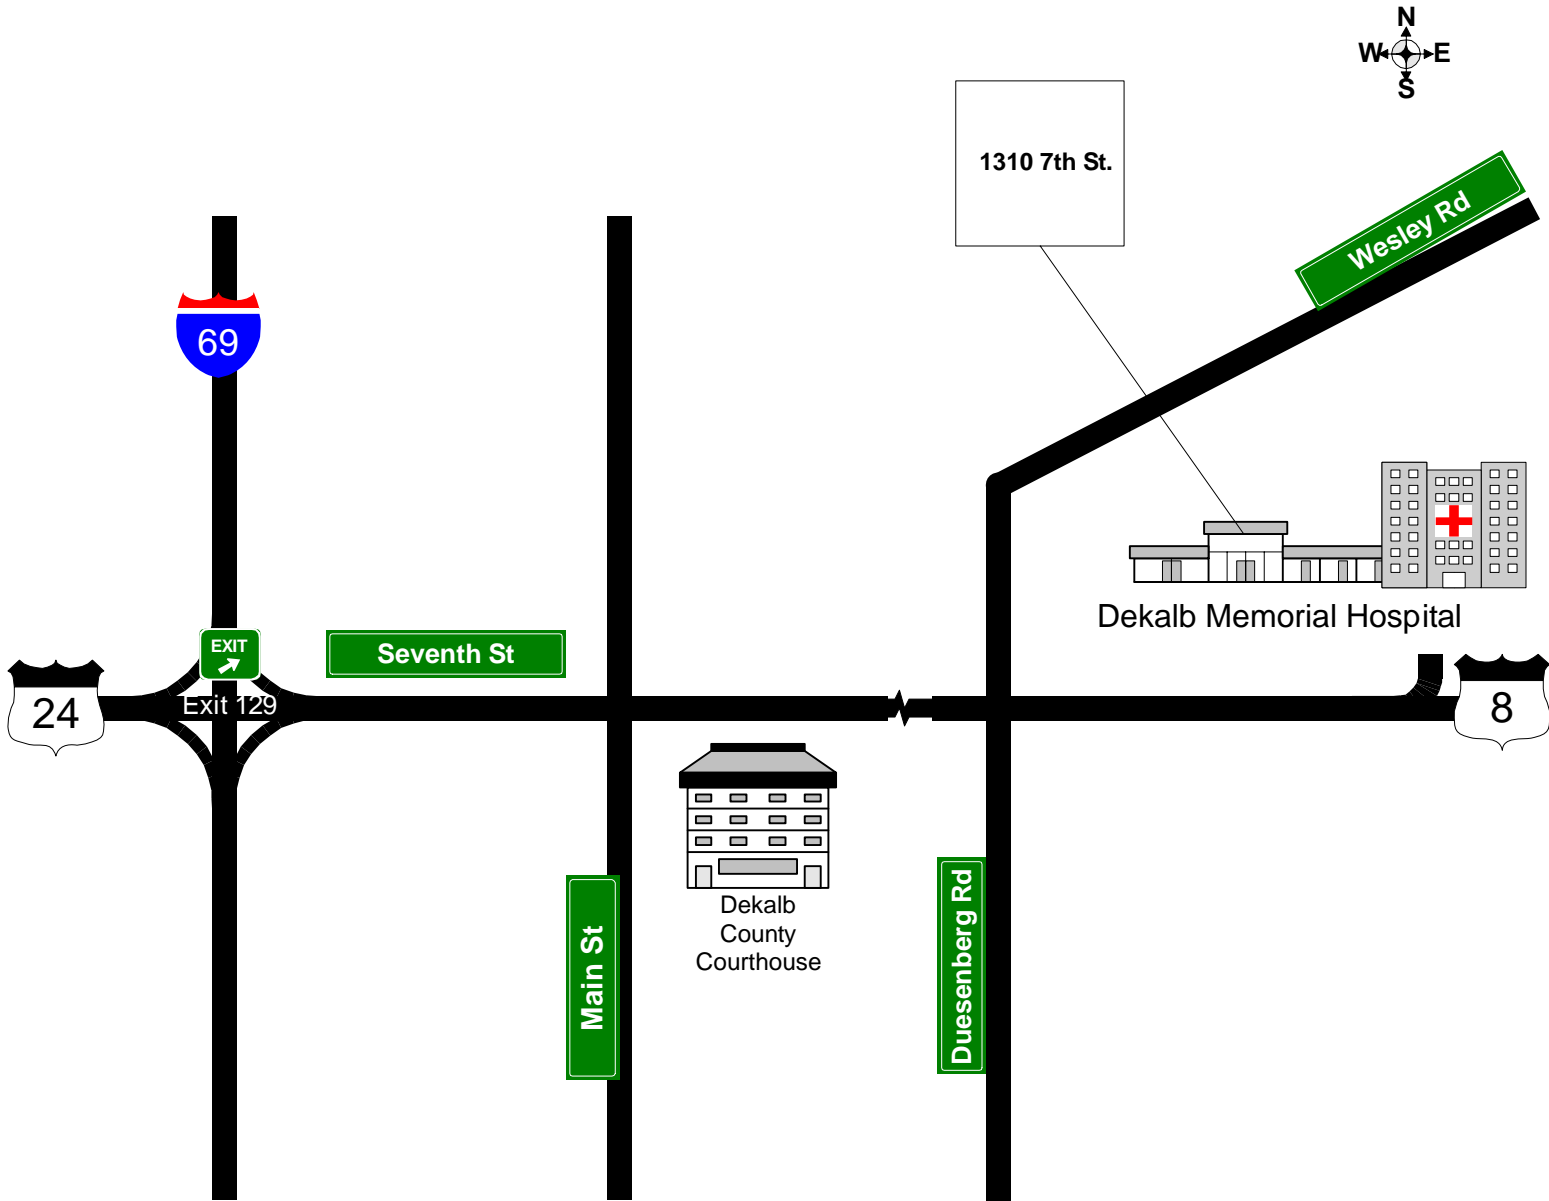 N
W E
S
1310 7th St.
Wesley Rd
69
Dekalb Memorial Hospital
EXIT
Seventh St
24
Exit 129
8
Dekalb
County
Courthouse
Main St
Duesenberg Rd